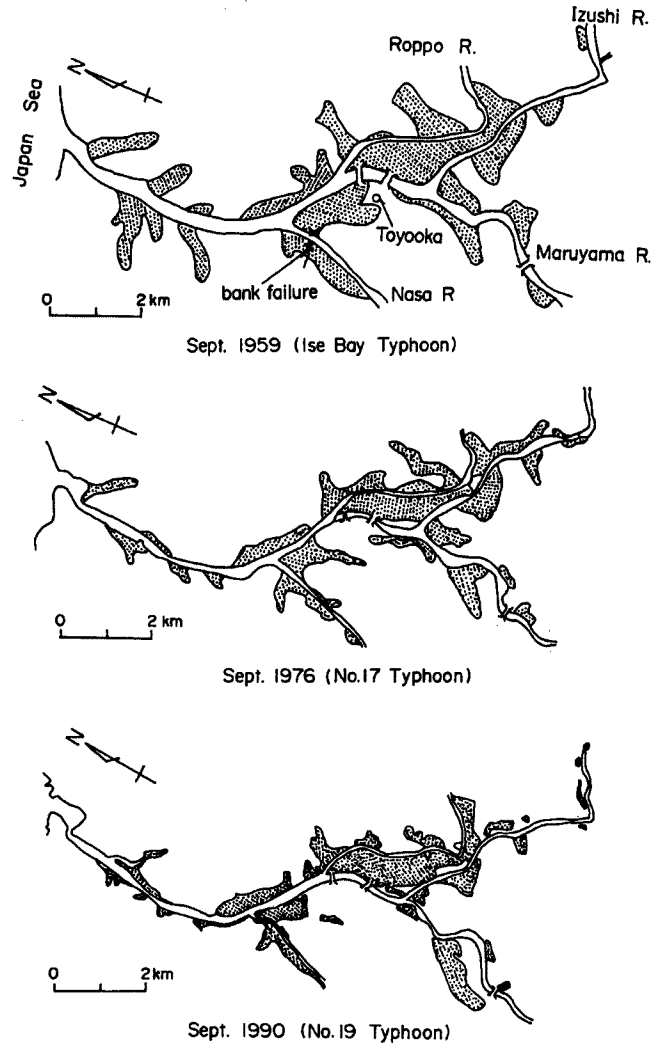 Izushi R.
Roppo R.
N
Japan Sea
Toyooka
Maruyama R.
bank failure
Nasa R
0 2 km
Sept. 1959 (Ise Bay Typhoon)
N
0 2 km
Sept. 1976 (No.17 Typhoon)
N
0 2 km
Sept. 1990 (No.19 Typhoon)